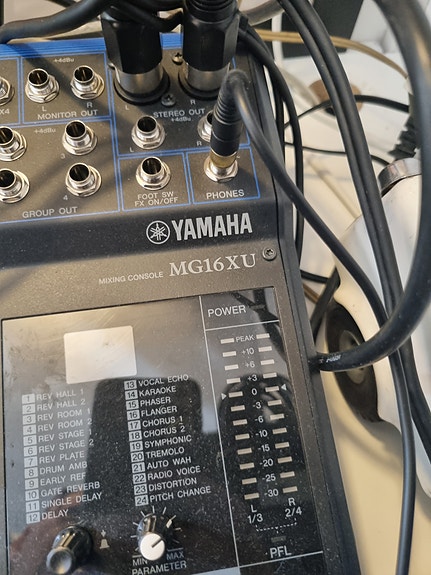 X4
+4dBu
R
+4dBu
MONITOR OUT
STEREO OUT
+4dBu
+4dBu
L
R
3
4
GROUP OUT
FOOT SW
FX ON/OFF
PHONES
YAMAHA
MIXING CONSOLE MG16XU
POWER
PEAK
+10
+6
+3
0
-3
-6
-10
-15
-20
-25
-30
L R
1/3 2/4
PFL
1 REV HALL 1
2 REV HALL 2
3 REV ROOM 1
4 REV ROOM 2
5 REV STAGE 1
6 REV STAGE 2
7 REV PLATE
8 DRUM AMB
9 EARLY REF
10 GATE REVERB
11 SINGLE DELAY
12 DELAY
13 VOCAL ECHO
14 KARAOKE
15 PHASER
16 FLANGER
17 CHORUS 1
18 CHORUS 2
19 SYMPHONIC
20 TREMOLO
21 AUTO WAH
22 RADIO VOICE
23 DISTORTION
24 PITCH CHANGE
MIN MAX
PARAMETER